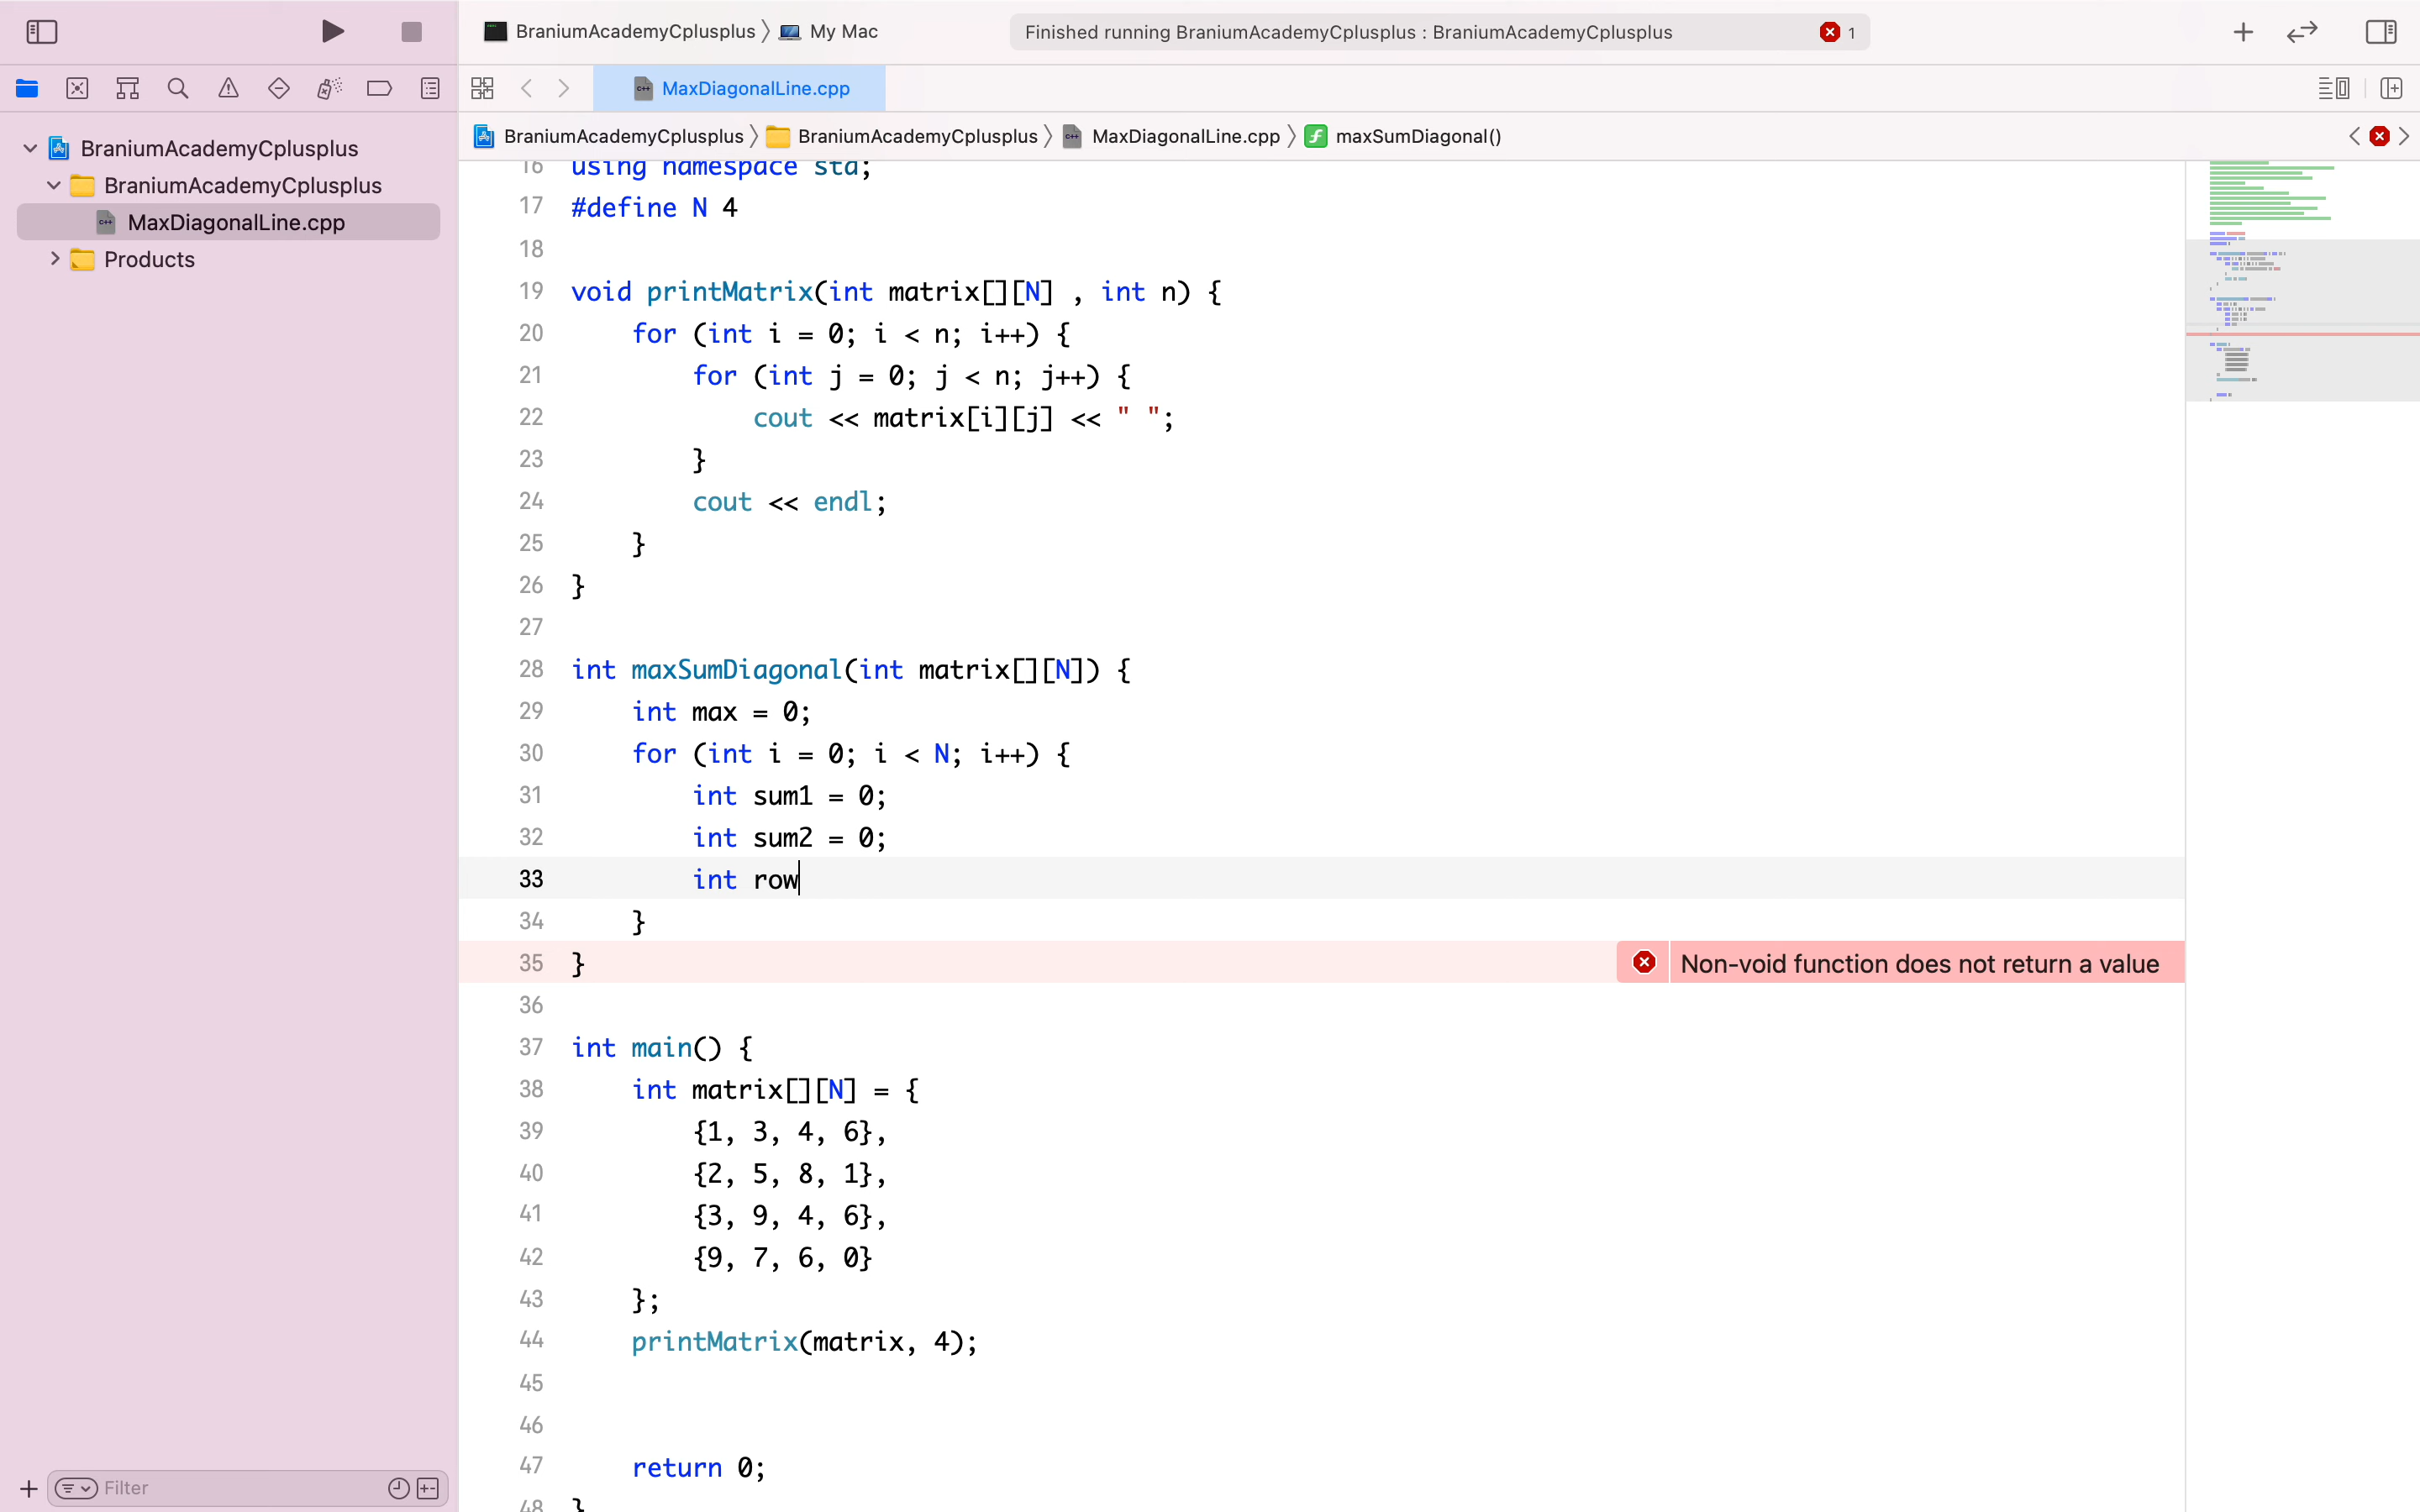 BraniumAcademyCplusplus 〉 My Mac
Finished running BraniumAcademyCplusplus : BraniumAcademyCplusplus
1
MaxDiagonalLine.cpp
BraniumAcademyCplusplus 〉 BraniumAcademyCplusplus 〉 MaxDiagonalLine.cpp 〉 maxSumDiagonal()
BraniumAcademyCplusplus
BraniumAcademyCplusplus
MaxDiagonalLine.cpp
Products
16 using namespace std;
17 #define N 4
18
19 void printMatrix(int matrix[][N] , int n) {
20     for (int i = 0; i < n; i++) {
21         for (int j = 0; j < n; j++) {
22             cout << matrix[i][j] << " ";
23         }
24         cout << endl;
25     }
26 }
27
28 int maxSumDiagonal(int matrix[][N]) {
29     int max = 0;
30     for (int i = 0; i < N; i++) {
31         int sum1 = 0;
32         int sum2 = 0;
33         int row
34     }
35 } Non-void function does not return a value
36
37 int main() {
38     int matrix[][N] = {
39         {1, 3, 4, 6},
40         {2, 5, 8, 1},
41         {3, 9, 4, 6},
42         {9, 7, 6, 0}
43     };
44     printMatrix(matrix, 4);
45
46
47     return 0;
48 }
Filter